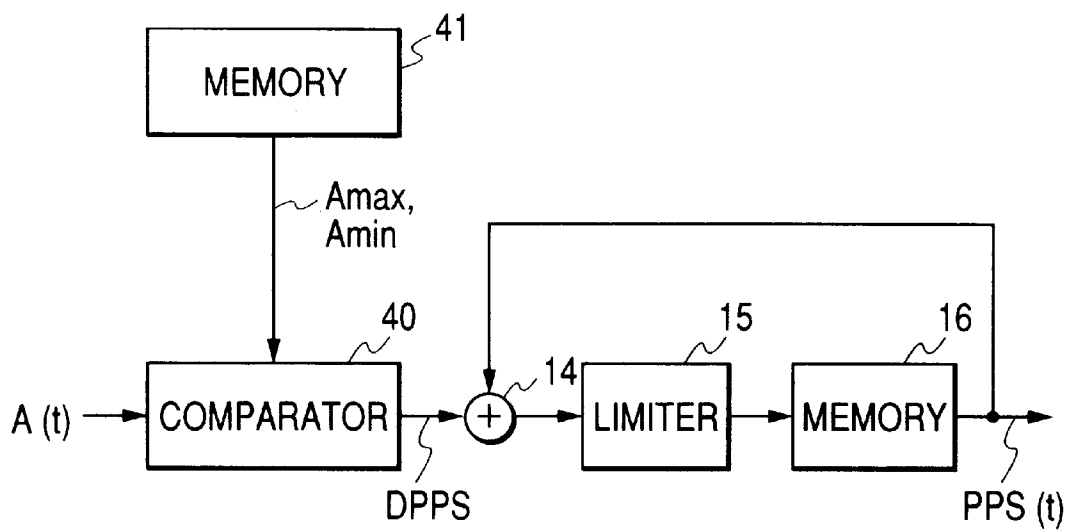 41
MEMORY
Amax,
Amin
40
15
16
14
A (t)
COMPARATOR
+
LIMITER
MEMORY
DPPS
PPS (t)